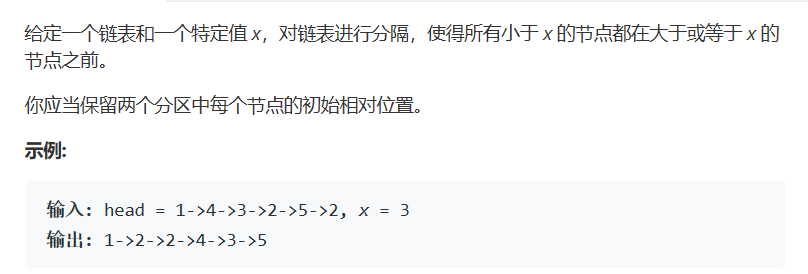 给定一个链表和一个特定值 x，对链表进行分隔，使得所有小于 x 的节点都在大于或等于 x 的
节点之前。
你应当保留两个分区中每个节点的初始相对位置。
示例:
输入: head = 1->4->3->2->5->2, x = 3
输出: 1->2->2->4->3->5